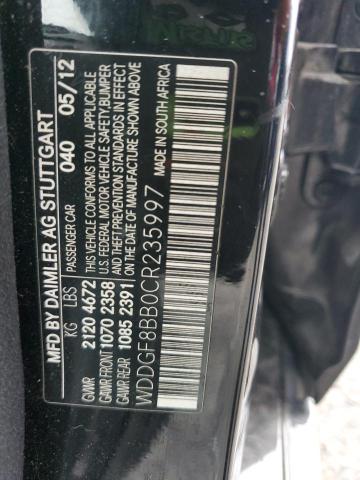 MFD BY DAIMLER AG STUTTGART
PASSENGER CAR 040 05/12
KG LBS
GVWR 2120 4672
GAWR FRONT 1070 2358
GAWR REAR 1085 2391
THIS VEHICLE CONFORMS TO ALL APPLICABLE
U.S. FEDERAL MOTOR VEHICLE SAFETY,BUMPER
AND THEFT PREVENTION STANDARDS IN EFFECT
ON THE DATE OF MANUFACTURE SHOWN ABOVE.
WDDGF8BB0CR235997
MADE IN SOUTH AFRICA